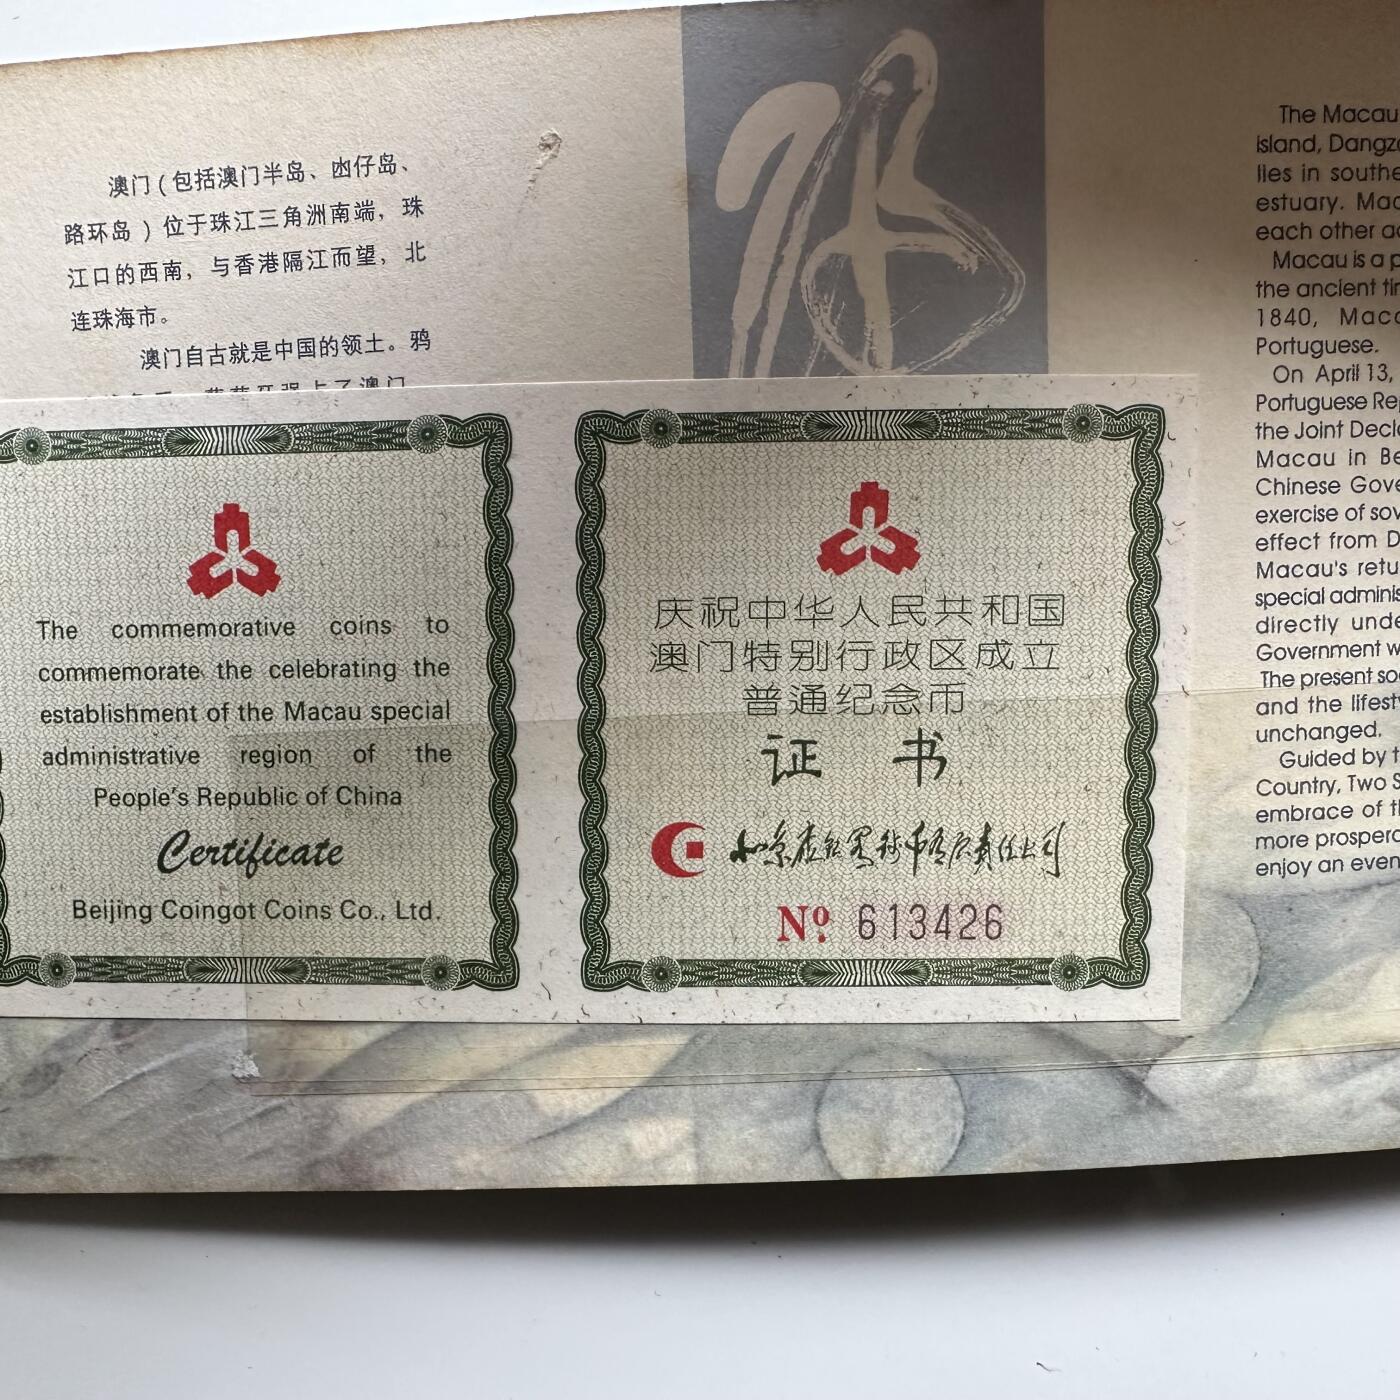 澳门(包括澳门半岛、凼仔岛、
路环岛)位于珠江三角洲南端，珠
江口的西南，与香港隔江而望，北
连珠海市。
澳门自古就是中国的领土。鸦
The Macau
island, Dangz
lies in southe
estuary. Mac
each other ac
Macau is a p
the ancient tim
1840, Maca
Portuguese.
On April 13,
Portuguese Rep
the Joint Decla
Macau in Be
Chinese Gove
exercise of sov
effect from D
Macau's retu
special adminis
directly unde
Government w
The present so
and the lifest
unchanged.
Guided by t
Country, Two S
embrace of t
more prospero
enjoy an even
The commemorative coins to
commemorate the celebrating the
establishment of the Macau special
administrative region of the
People's Republic of China
Certificate
Beijing Coingot Coins Co., Ltd.
庆祝中华人民共和国
澳门特别行政区成立
普通纪念币
证书
Nº 613426